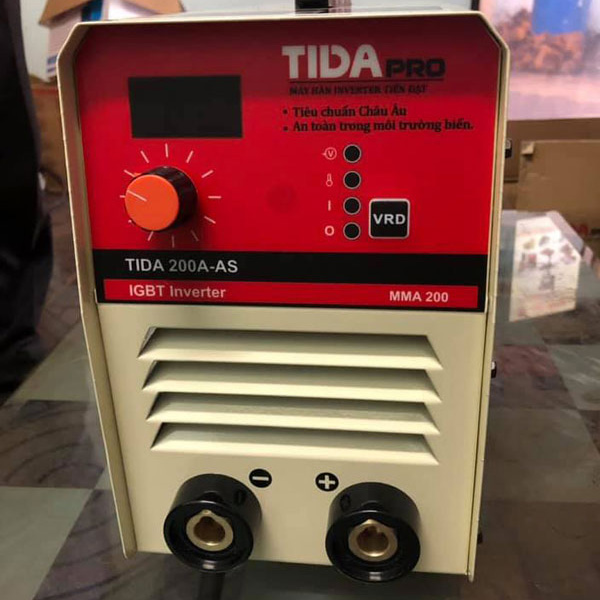 TIDA PRO
MÁY HÀN INVERTER TIẾN ĐẠT
• Tiêu chuẩn Châu Âu
• An toàn trong môi trường biển.
V
I
O
VRD
TIDA 200A-AS
IGBT Inverter
MMA 200
− +